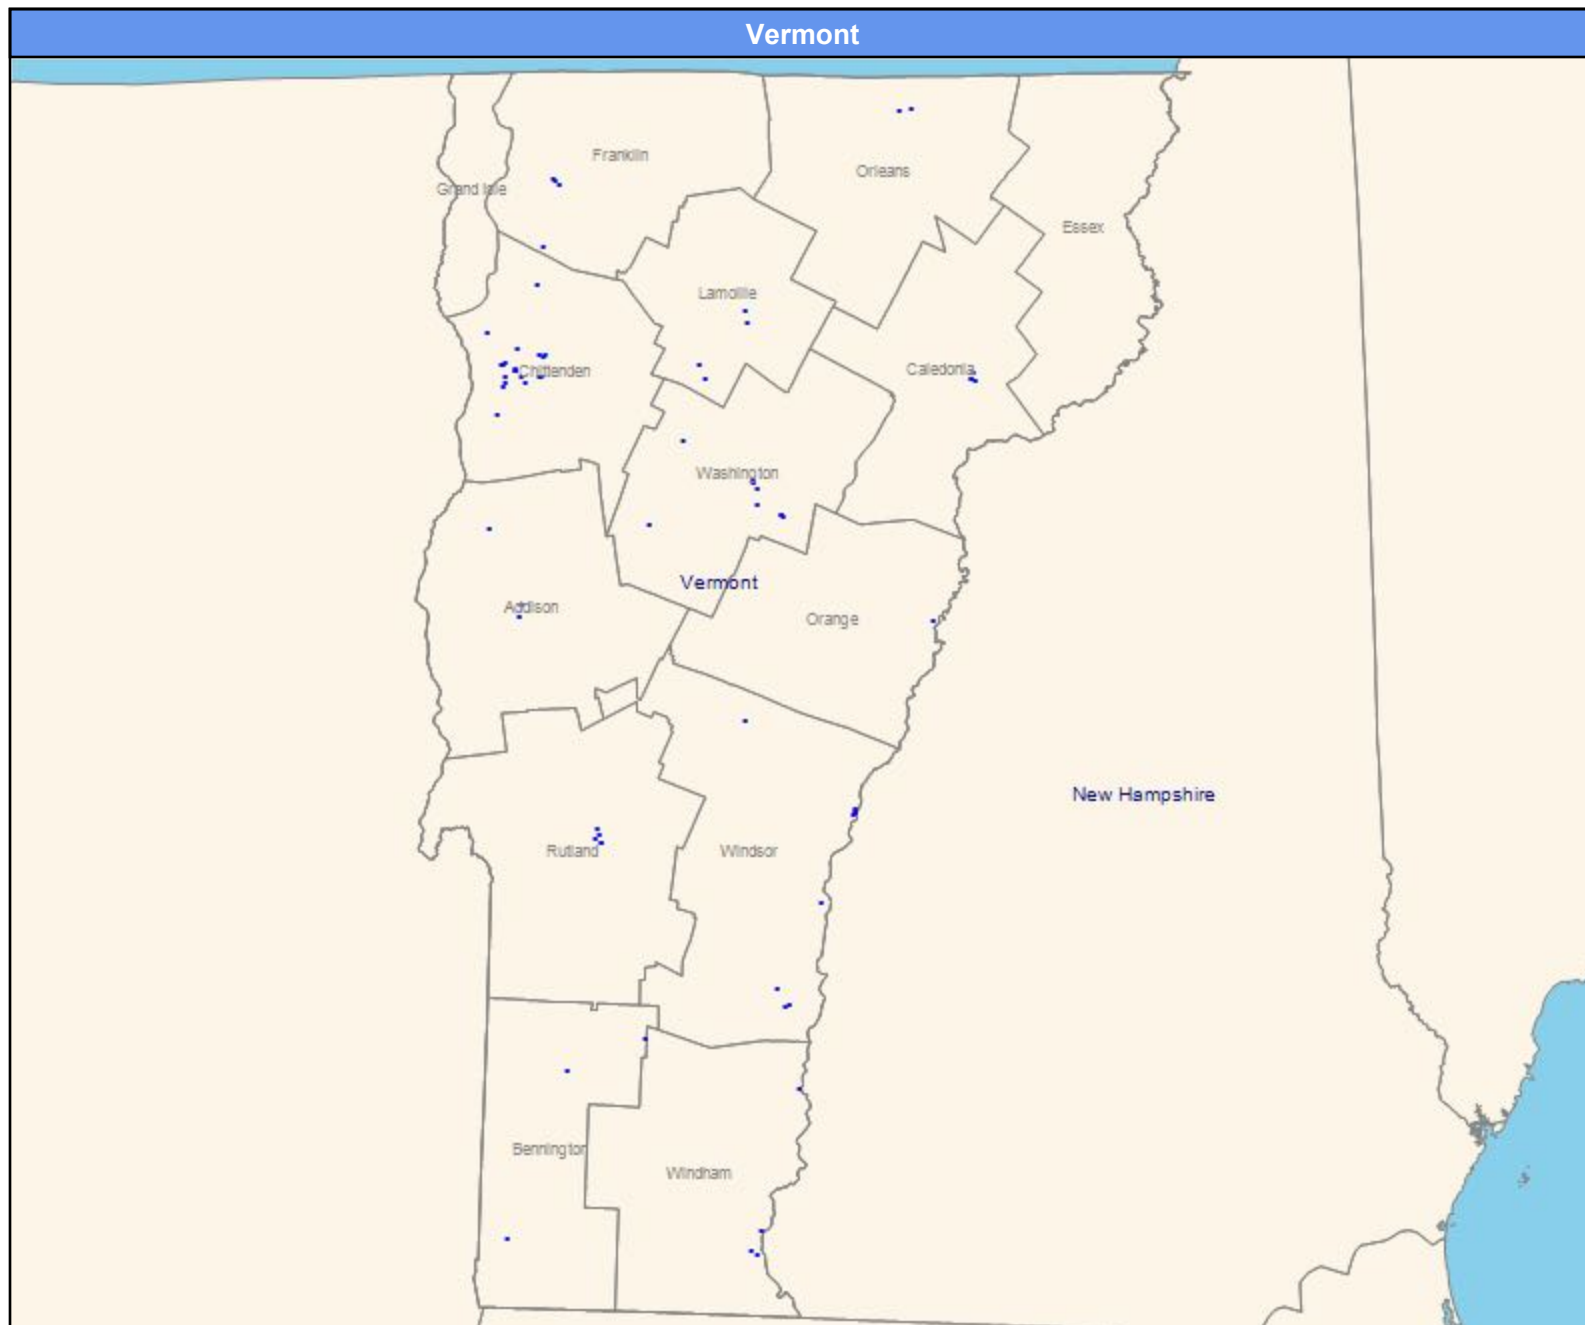 Vermont
Franklin
Orleans
Grand Isle
Essex
Lamoille
Chittenden
Caledonia
Washington
Vermont
Addison
Orange
New Hampshire
Rutland
Windsor
Bennington
Windham